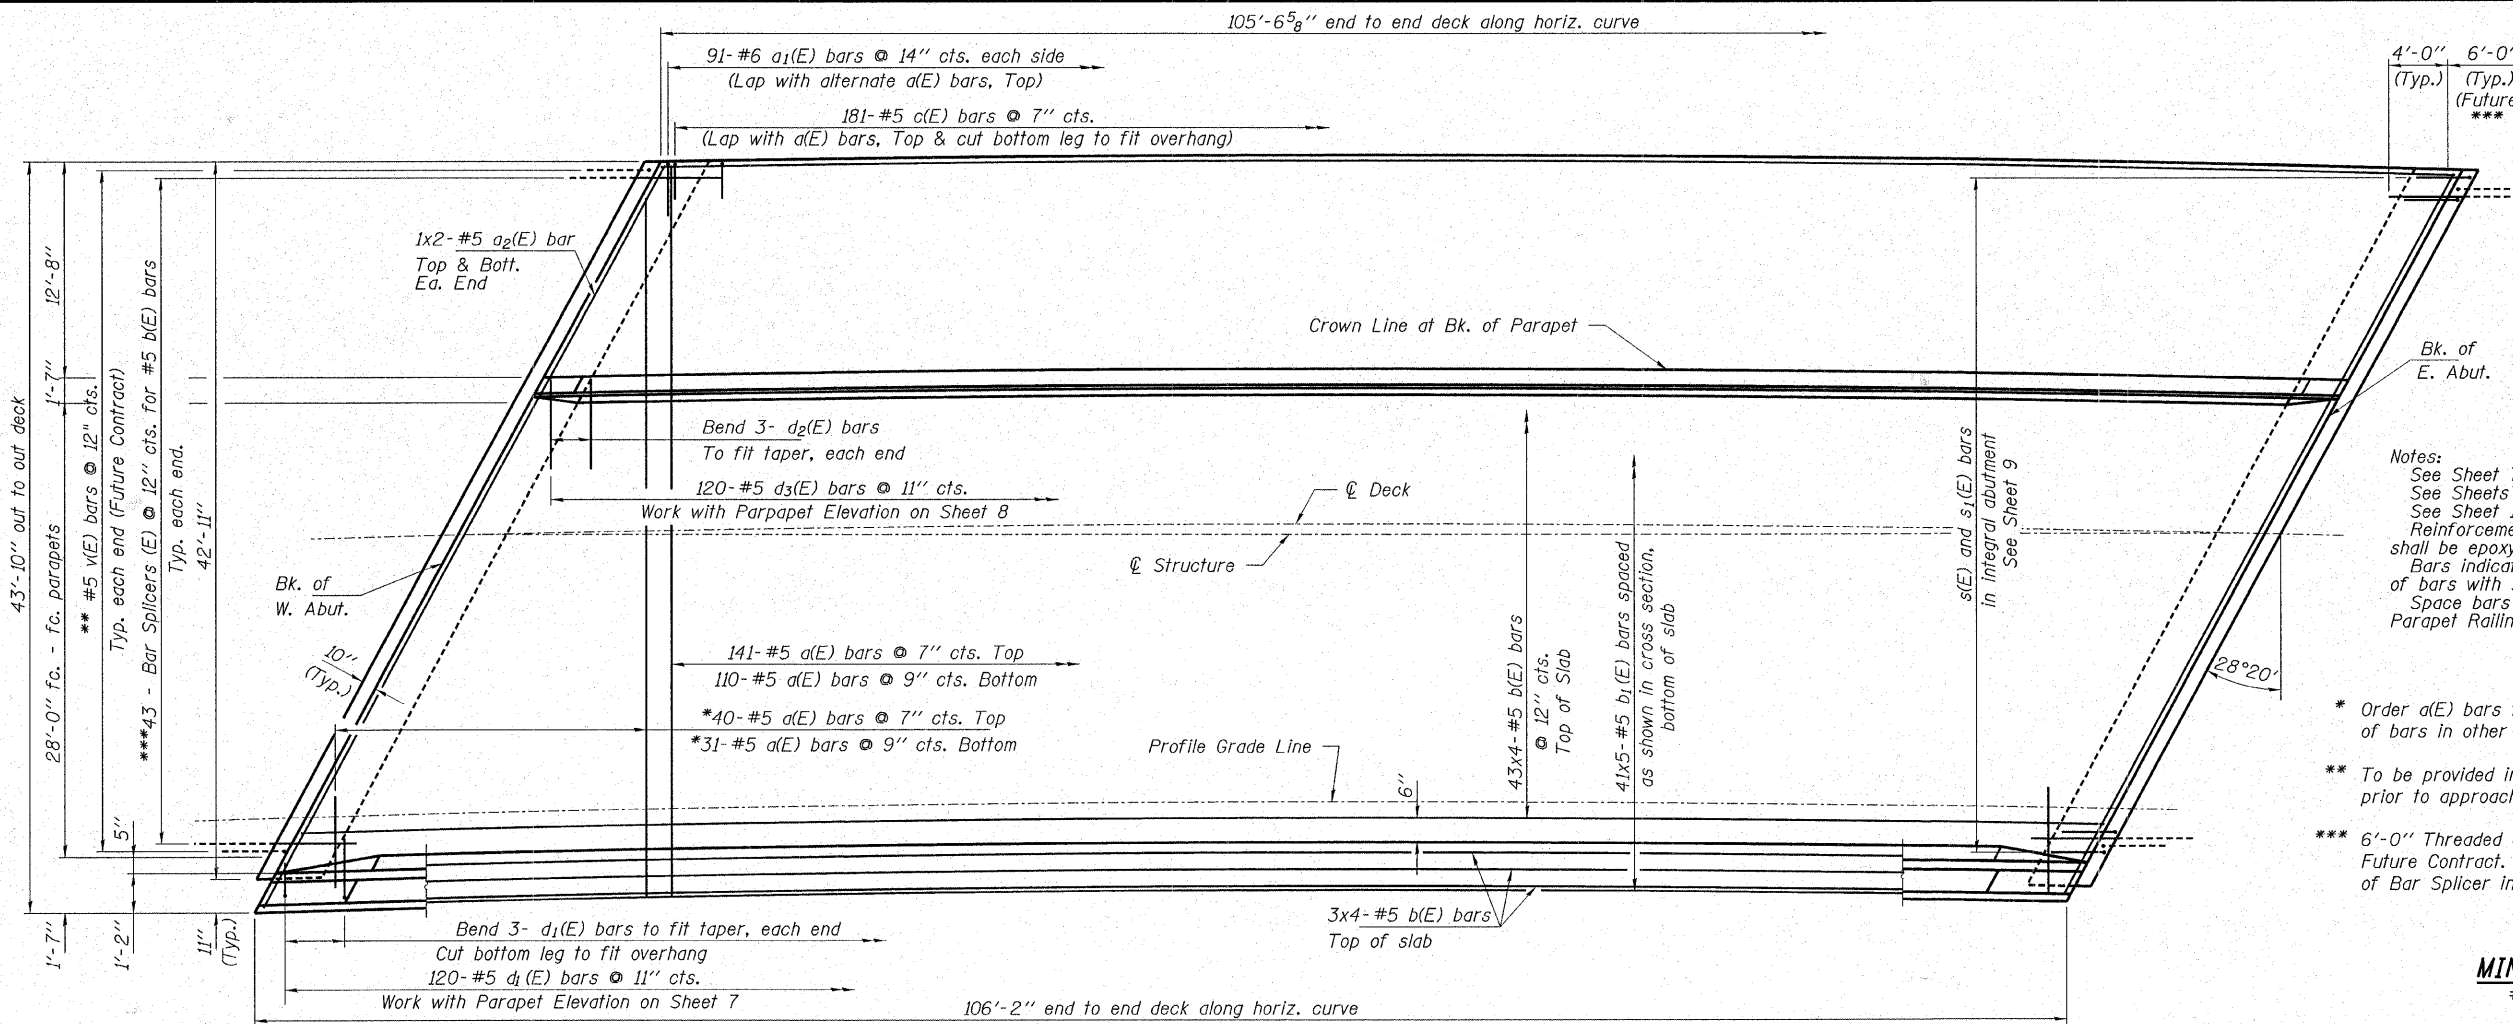 105'-6 5/8" end to end deck along horiz. curve
91-#6 a1(E) bars @ 14" cts. each side
(Lap with alternate a(E) bars, Top)
181-#5 c(E) bars @ 7" cts.
(Lap with a(E) bars, Top & cut bottom leg to fit overhang)
4'-0"
(Typ.)
6'-0"
(Typ.)
(Future
***
43'-10" out to out deck
12'-8"
1'-7"
28'-0" fc. - fc. parapets
1'-7"
** #5 v(E) bars @ 12" cts.
Typ. each end (Future Contract)
***43 - Bar Splicers (E) @ 12" cts. for #5 b(E) bars
Typ. each end.
42'-11"
5"
1'-2"
11"
(Typ.)
1x2-#5 a2(E) bar
Top & Bott.
Ea. End
Crown Line at Bk. of Parapet
Bk. of
E. Abut.
Bend 3- d2(E) bars
To fit taper, each end
120-#5 d3(E) bars @ 11" cts.
Work with Parpapet Elevation on Sheet 8
℄ Deck
℄ Structure
Bk. of
W. Abut.
10"
(Typ.)
141-#5 a(E) bars @ 7" cts. Top
110-#5 a(E) bars @ 9" cts. Bottom
*40-#5 a(E) bars @ 7" cts. Top
*31-#5 a(E) bars @ 9" cts. Bottom
Profile Grade Line
6"
43x4-#5 b(E) bars
@ 12" cts.
Top of Slab
41x5-#5 b1(E) bars spaced
as shown in cross section,
bottom of slab
s(E) and s1(E) bars
in integral abutment
See Sheet 9
28°20'
Notes:
See Sheet
See Sheets
See Sheet
Reinforceme
shall be epoxy
Bars indicat
of bars with
Space bars
Parapet Railin
* Order a(E) bars
of bars in other
** To be provided in
prior to approach
*** 6'-0" Threaded
Future Contract.
of Bar Splicer in
3x4-#5 b(E) bars
Top of slab
Bend 3- d1(E) bars to fit taper, each end
Cut bottom leg to fit overhang
120-#5 d1(E) bars @ 11" cts.
Work with Parapet Elevation on Sheet 7
106'-2" end to end deck along horiz. curve
MIN